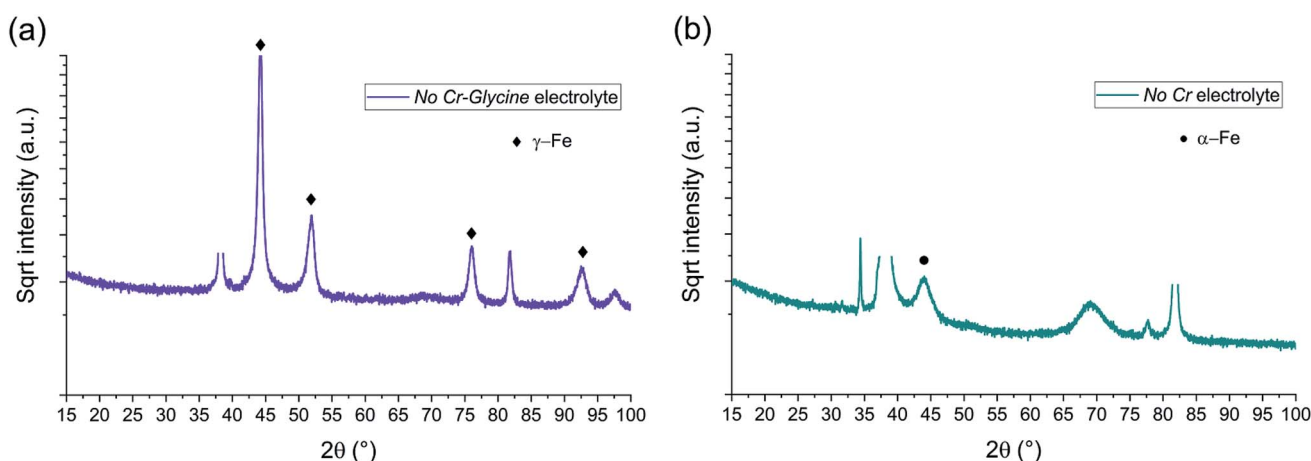 (a)
Sqrt intensity (a.u.)
No Cr-Glycine electrolyte
◆ γ–Fe
15 20 25 30 35 40 45 50 55 60 65 70 75 80 85 90 95 100
2θ (°)
(b)
Sqrt intensity (a.u.)
No Cr electrolyte
● α–Fe
15 20 25 30 35 40 45 50 55 60 65 70 75 80 85 90 95 100
2θ (°)